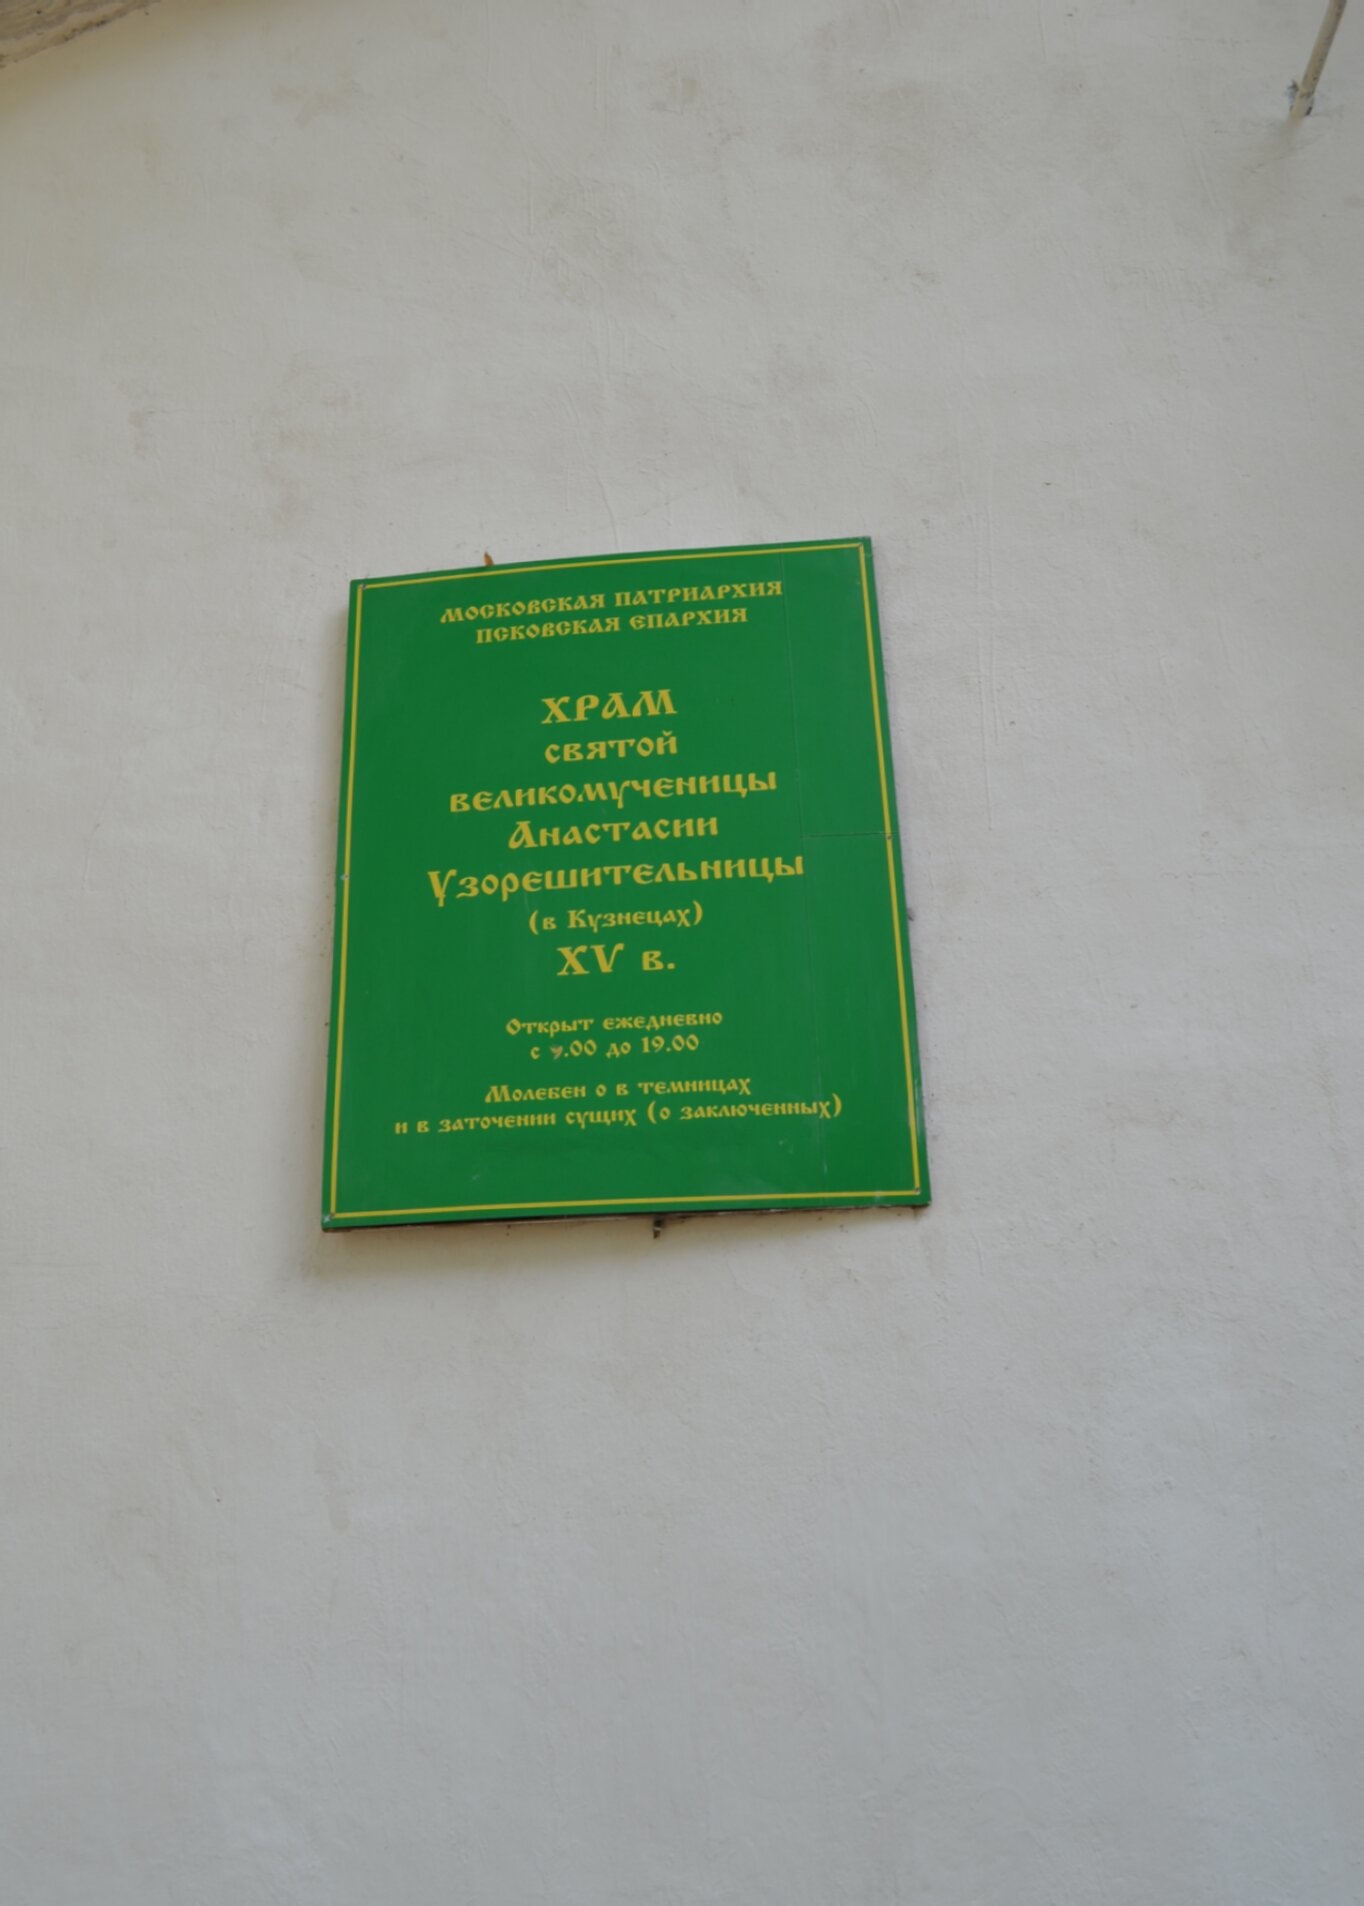 МОСКОВСКАЯ ПАТРИАРХИЯ
ПСКОВСКАЯ ЕПАРХИЯ
ХРАМ
святой
великомученицы
Анастасии
Узорешительницы
(в Кузнецах)
XV в.
Открыт ежедневно
с 9.00 до 19.00
Молебен о в темницах
и в заточении сущих (о заключенных)